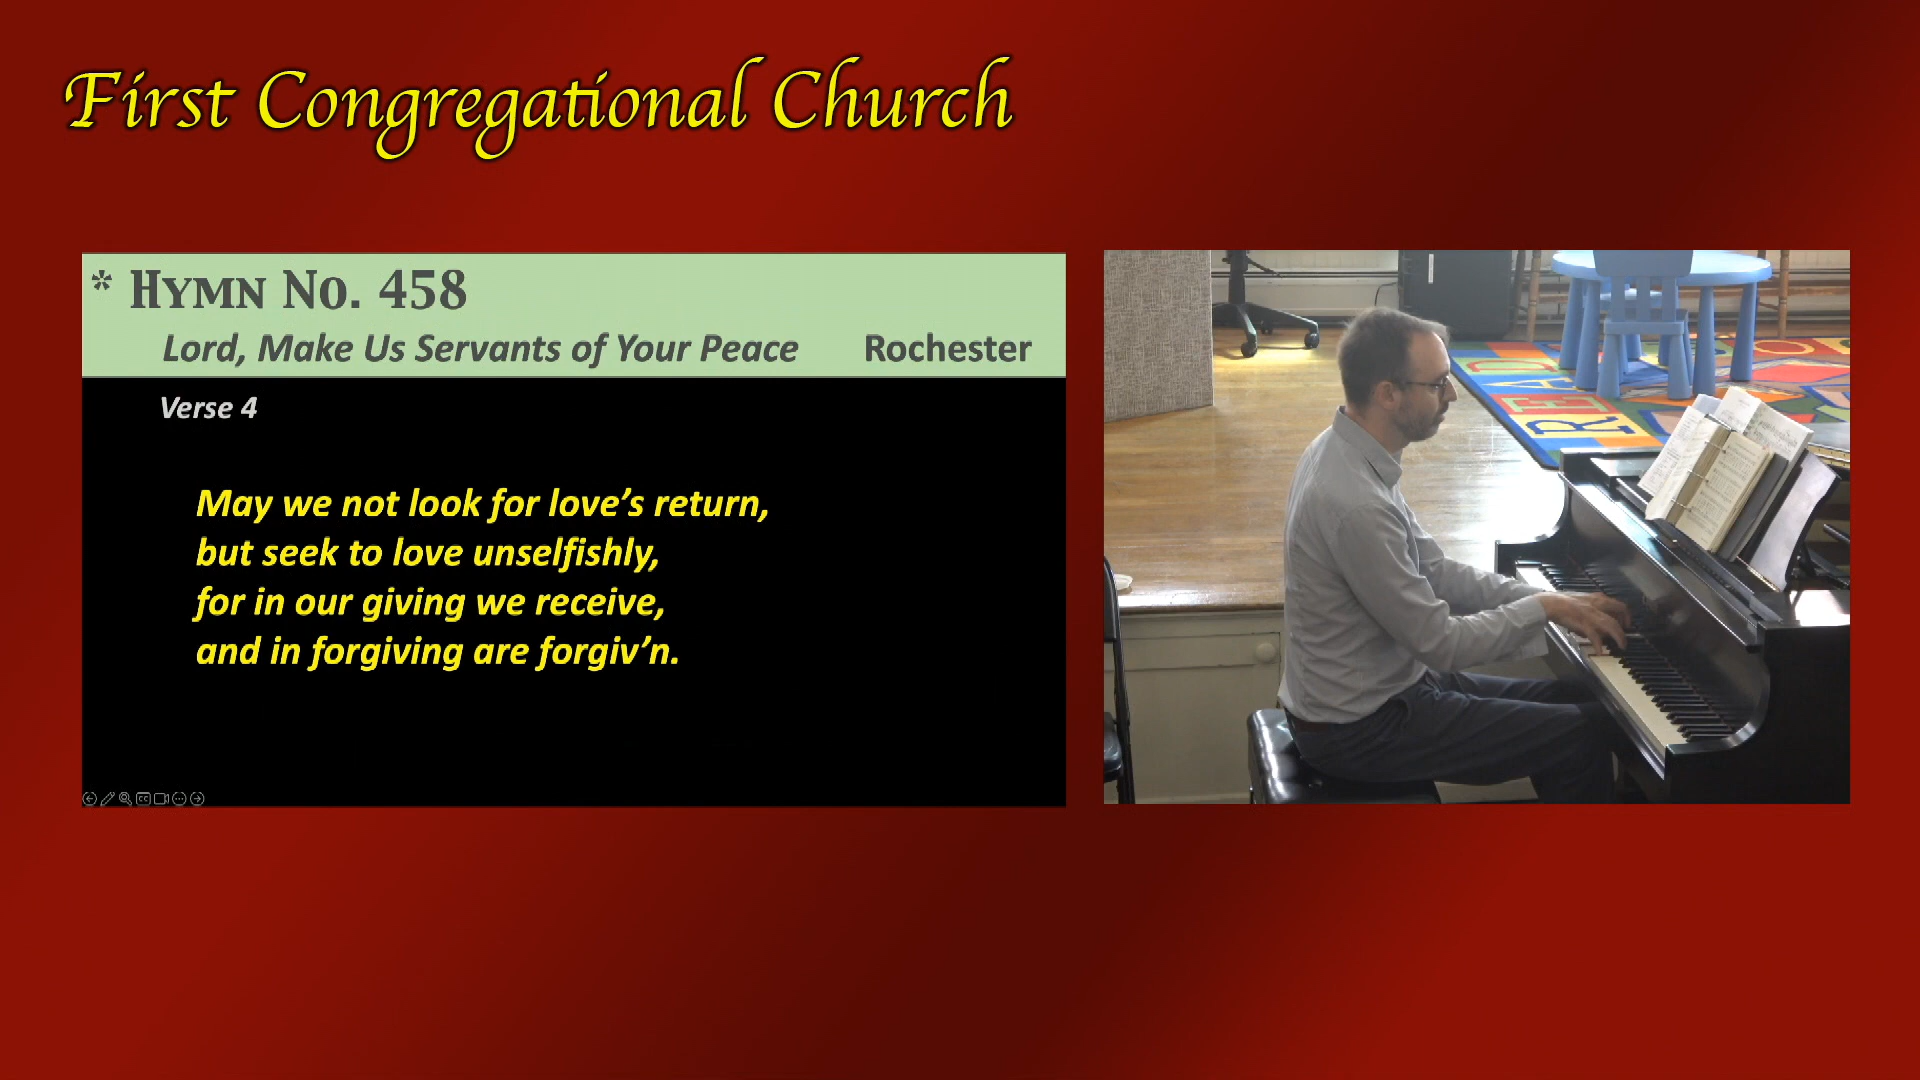 First Congregational Church
* Hymn No. 458
Lord, Make Us Servants of Your Peace Rochester
Verse 4
May we not look for love’s return,
but seek to love unselfishly,
for in our giving we receive,
and in forgiving are forgiv’n.
READ